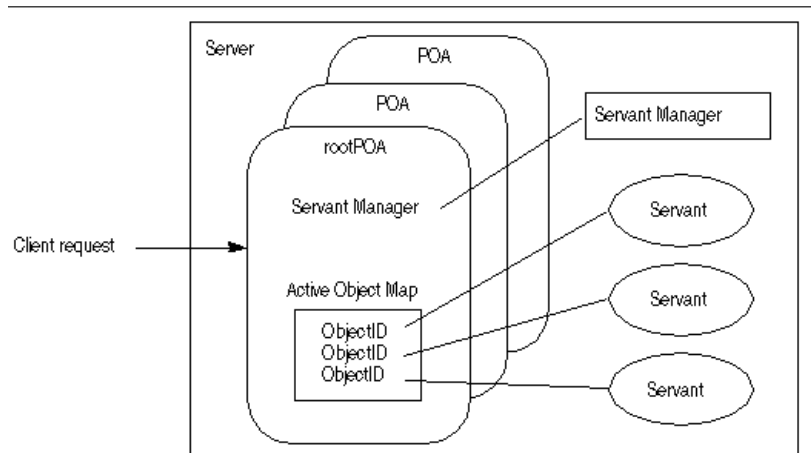 Server
POA
POA
rootPOA
Servant Manager
Servant Manager
Servant
Client request
Active Object Map
ObjectID
ObjectID
ObjectID
Servant
Servant